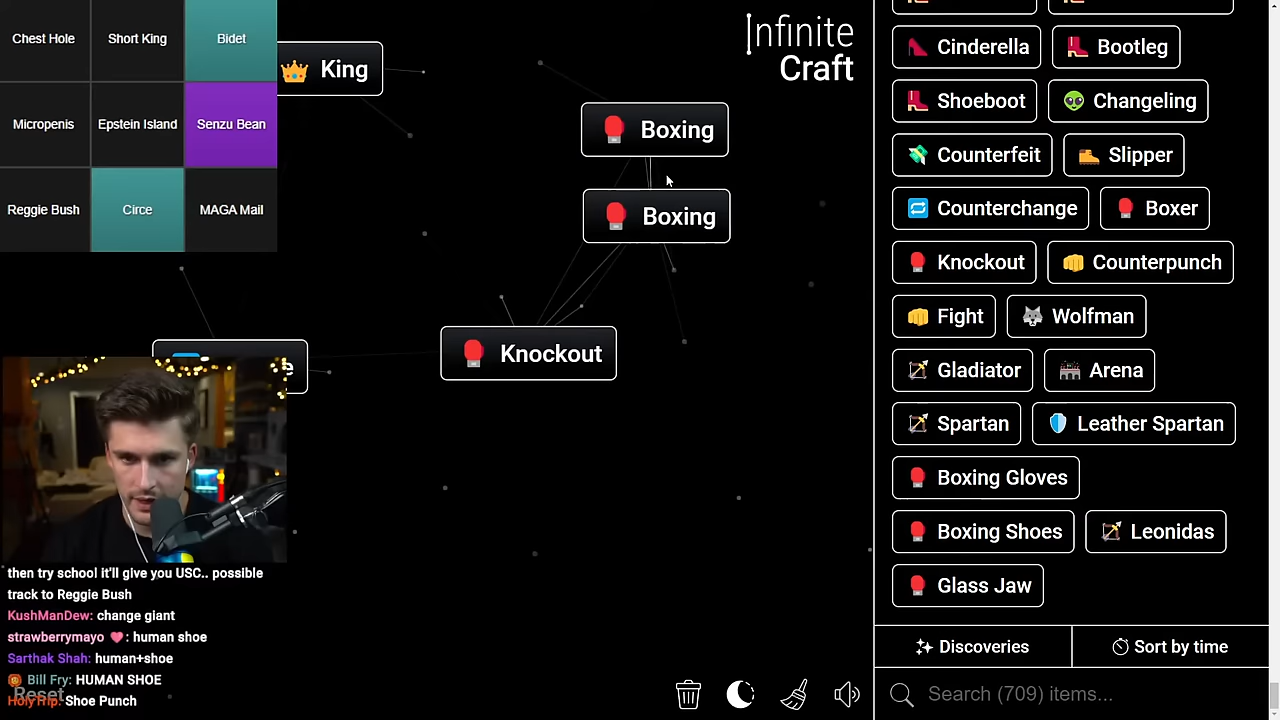 Chest Hole
Short King
Bidet
Micropenis
Epstein Island
Senzu Bean
Reggie Bush
Circe
MAGA Mail
King
Boxing
Boxing
Knockout
e
Infinite
Craft
then try school it'll give you USC.. possible
track to Reggie Bush
KushManDew: change giant
strawberrymayo : human shoe
Sarthak Shah: human+shoe
Bill Fry: HUMAN SHOE
Reset
HolyTrip: Shoe Punch
Cinderella
Bootleg
Shoeboot
Changeling
Counterfeit
Slipper
Counterchange
Boxer
Knockout
Counterpunch
Fight
Wolfman
Gladiator
Arena
Spartan
Leather Spartan
Boxing Gloves
Boxing Shoes
Leonidas
Glass Jaw
Discoveries
Sort by time
Search (709) items...